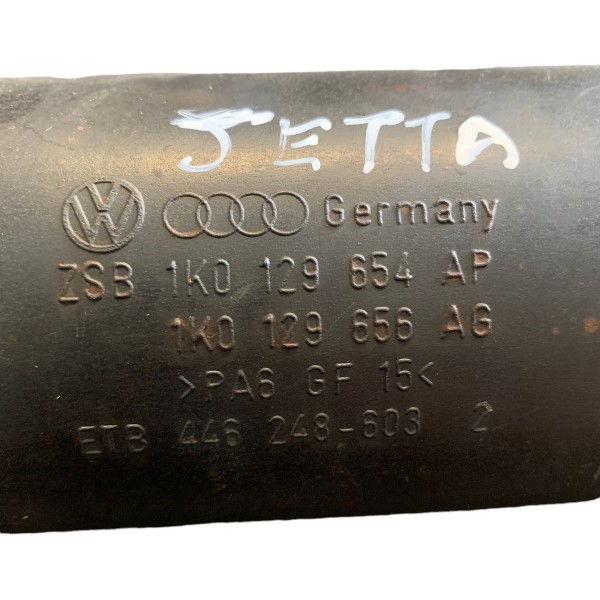 JETTA
Germany
ZSB 1K0 129 654 AP
1K0 129 656 AG
>PA6 GF 15<
ETB 446 248-603 2